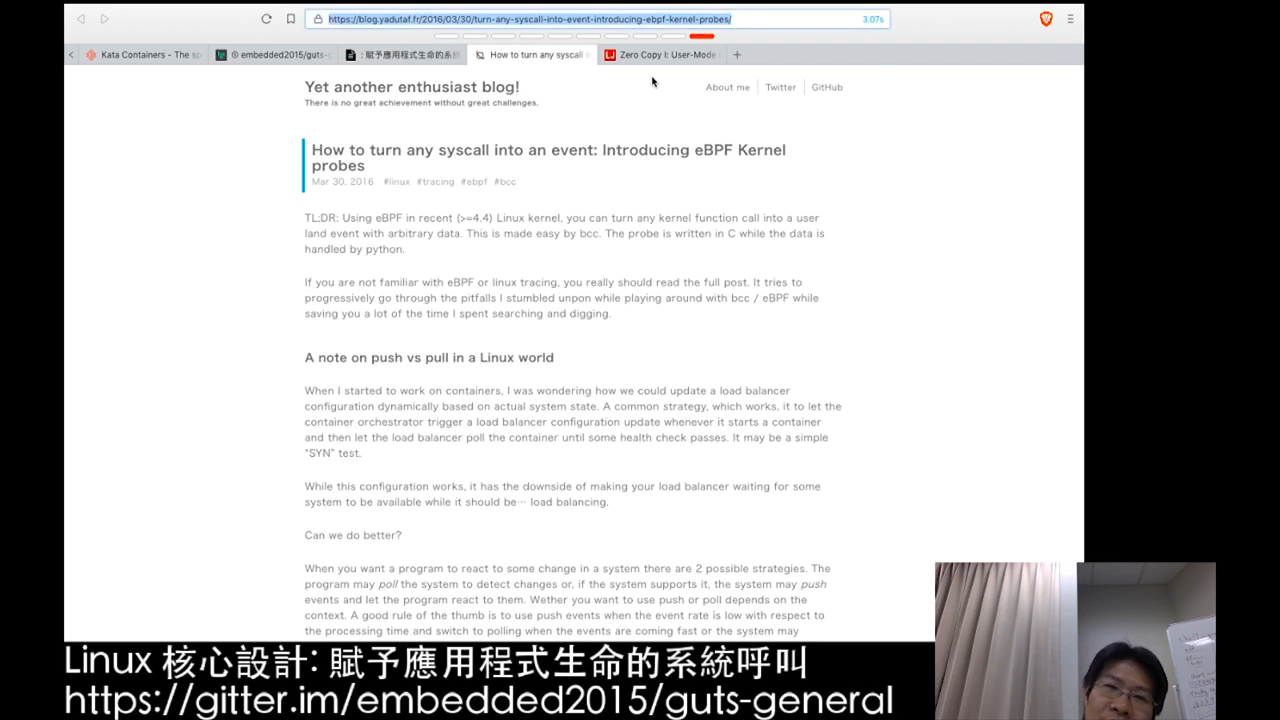 https://blog.yadutaf.fr/2016/03/30/turn-any-syscall-into-event-introducing-ebpf-kernel-probes/
3.07s
Kata Containers - The sp
embedded2015/guts-
: 賦予應用程式生命的系統
How to turn any syscall
Zero Copy I: User-Mode
Yet another enthusiast blog!
There is no great achievement without great challenges.
About me
Twitter
GitHub
How to turn any syscall into an event: Introducing eBPF Kernel
probes
Mar 30, 2016 #linux #tracing #ebpf #bcc
TL;DR: Using eBPF in recent (>=4.4) Linux kernel, you can turn any kernel function call into a user
land event with arbitrary data. This is made easy by bcc. The probe is written in C while the data is
handled by python.
If you are not familiar with eBPF or linux tracing, you really should read the full post. It tries to
progressively go through the pitfalls I stumbled unpon while playing around with bcc / eBPF while
saving you a lot of the time I spent searching and digging.
A note on push vs pull in a Linux world
When I started to work on containers, I was wondering how we could update a load balancer
configuration dynamically based on actual system state. A common strategy, which works, it to let the
container orchestrator trigger a load balancer configuration update whenever it starts a container
and then let the load balancer poll the container until some health check passes. It may be a simple
“SYN” test.
While this configuration works, it has the downside of making your load balancer waiting for some
system to be available while it should be… load balancing.
Can we do better?
When you want a program to react to some change in a system there are 2 possible strategies. The
program may poll the system to detect changes or, if the system supports it, the system may push
events and let the program react to them. Wether you want to use push or poll depends on the
context. A good rule of the thumb is to use push events when the event rate is low with respect to
the processing time and switch to polling when the events are coming fast or the system may
Linux 核心設計: 賦予應用程式生命的系統呼叫
https://gitter.im/embedded2015/guts-general